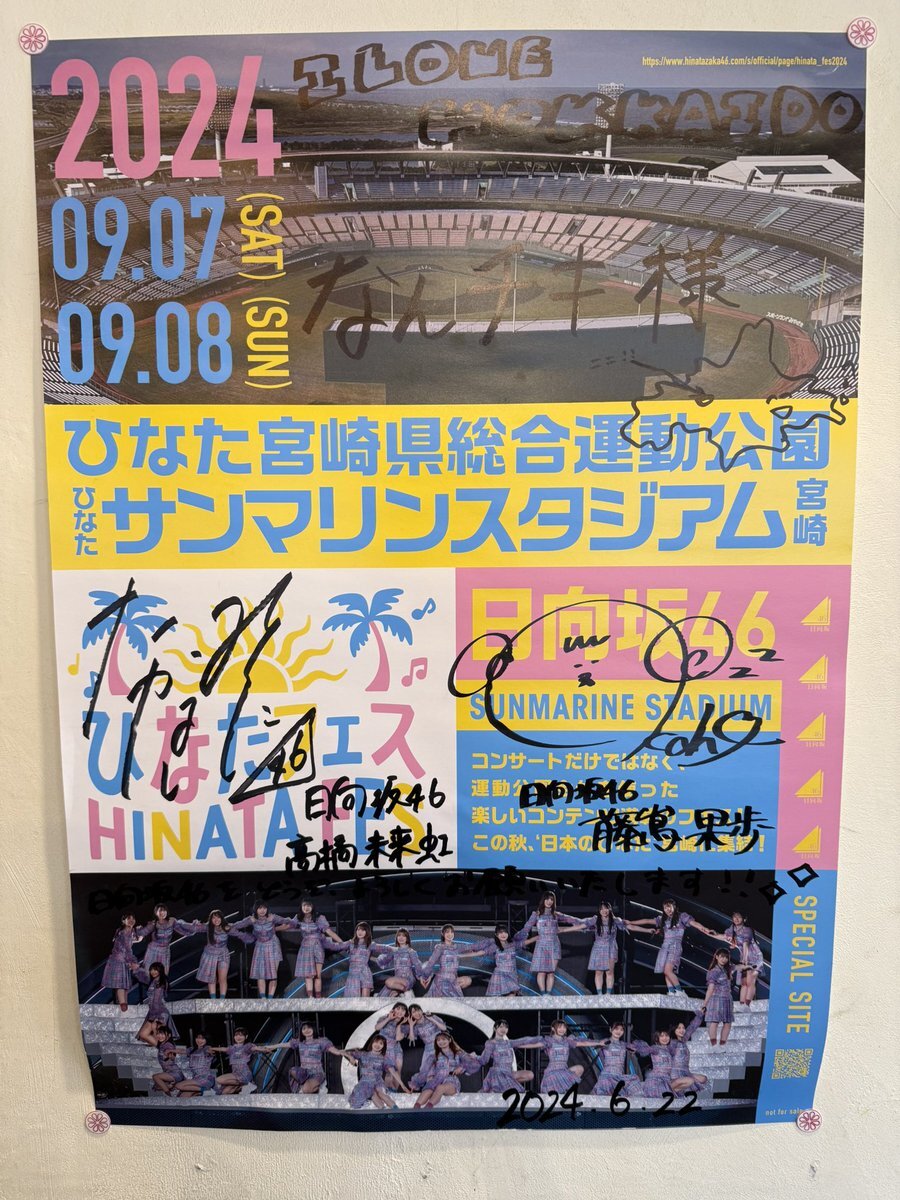 https://www.hinatazaka46.com/s/official/page/hinata_fes2024
2024
I LOVE
HOKKAIDO
09.07 (SAT)
09.08 (SUN)
なんチキ様
ひなた宮崎県総合運動公園
ひなた サンマリンスタジアム 宮崎
ひなたフェス
HINATA FES
日向坂46
SUNMARINE STADIUM
コンサートだけではなく、
運動公園
楽しいコンテンツ
この秋、‘日本の
日向坂46
高橋未来虹
日向坂46
藤嶌果歩
日向坂46をどうぞよろしくお願いいたします!!
SPECIAL SITE
2024.6.22
not for sale